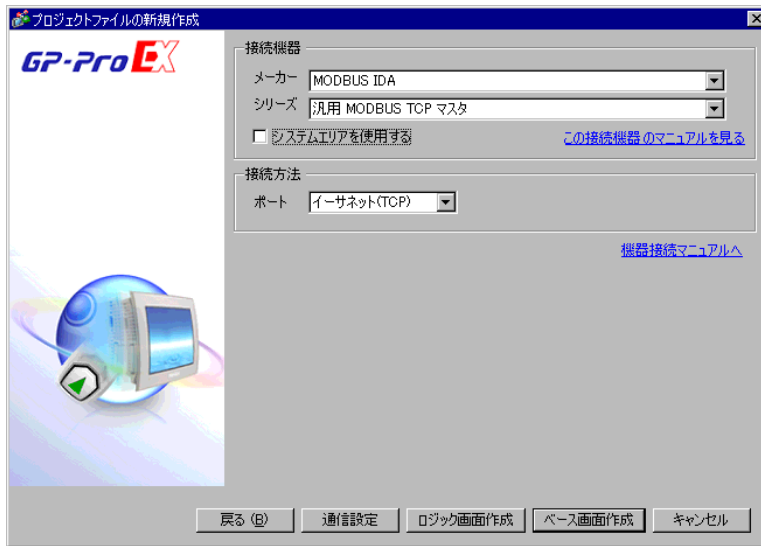 プロジェクトファイルの新規作成
GP-Pro EX
接続機器
メーカー MODBUS IDA
シリーズ 汎用 MODBUS TCP マスタ
システムエリアを使用する この接続機器のマニュアルを見る
接続方法
ポート イーサネット(TCP)
機器接続マニュアルへ
戻る (B) 通信設定 ロジック画面作成 ベース画面作成 キャンセル